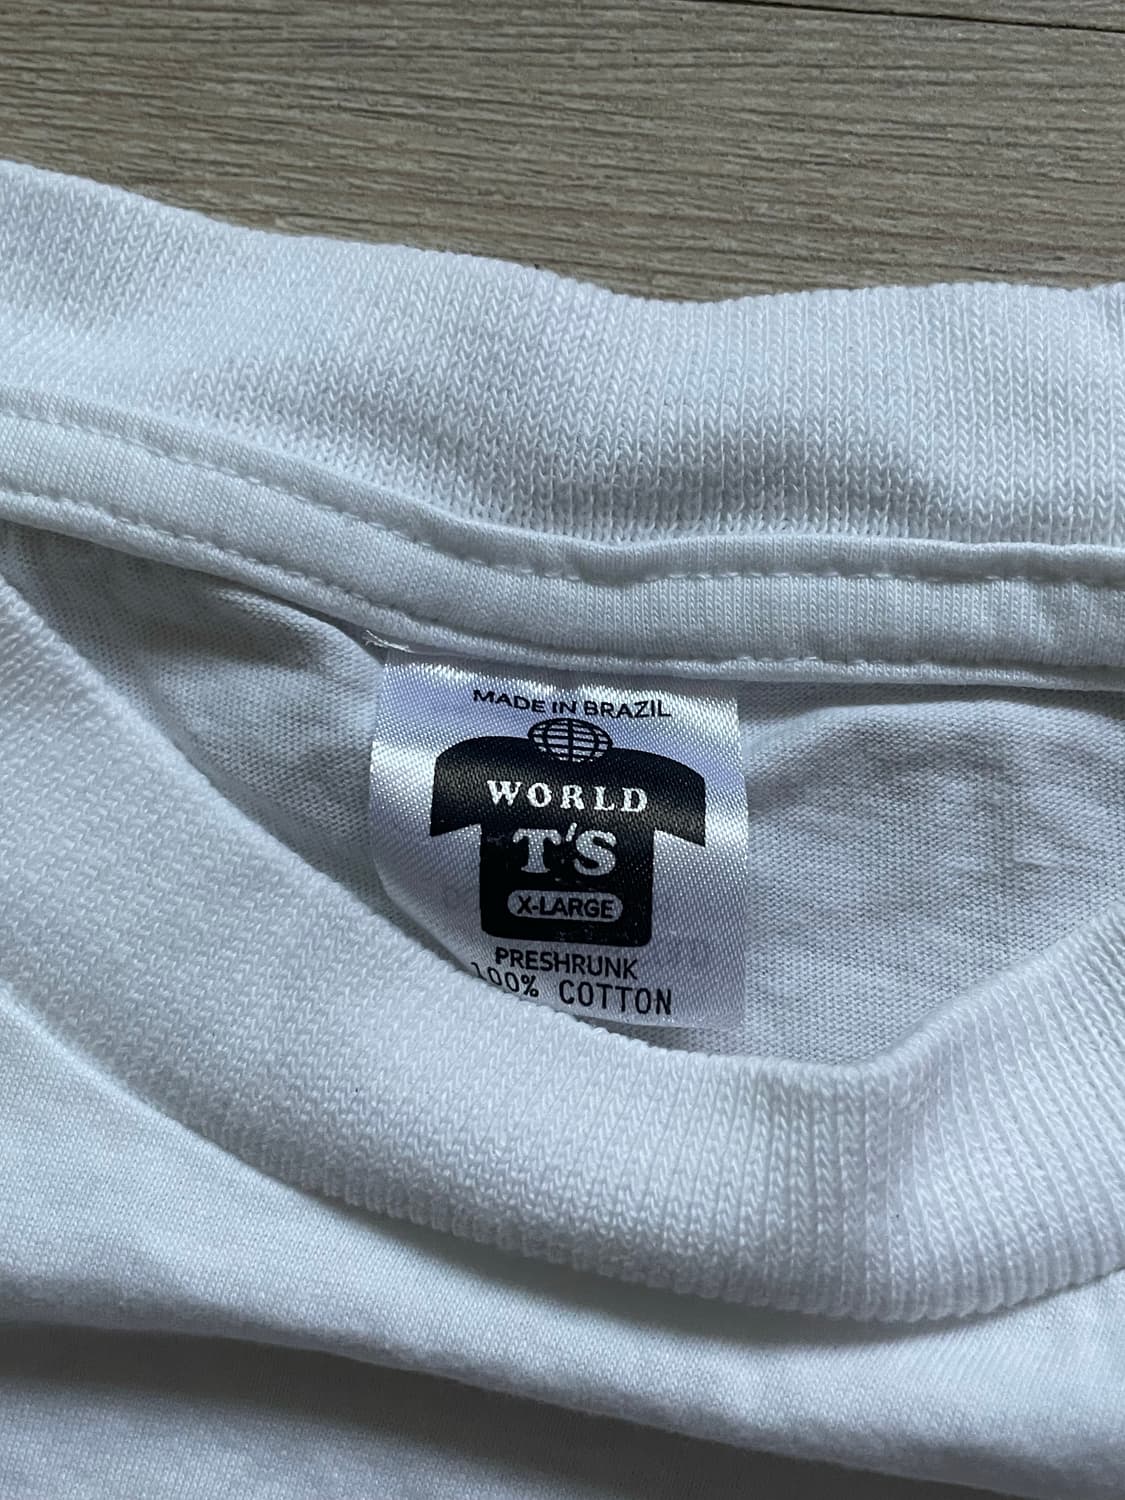 MADE IN BRAZIL
WORLD
T'S
X-LARGE
PRESHRUNK
100% COTTON